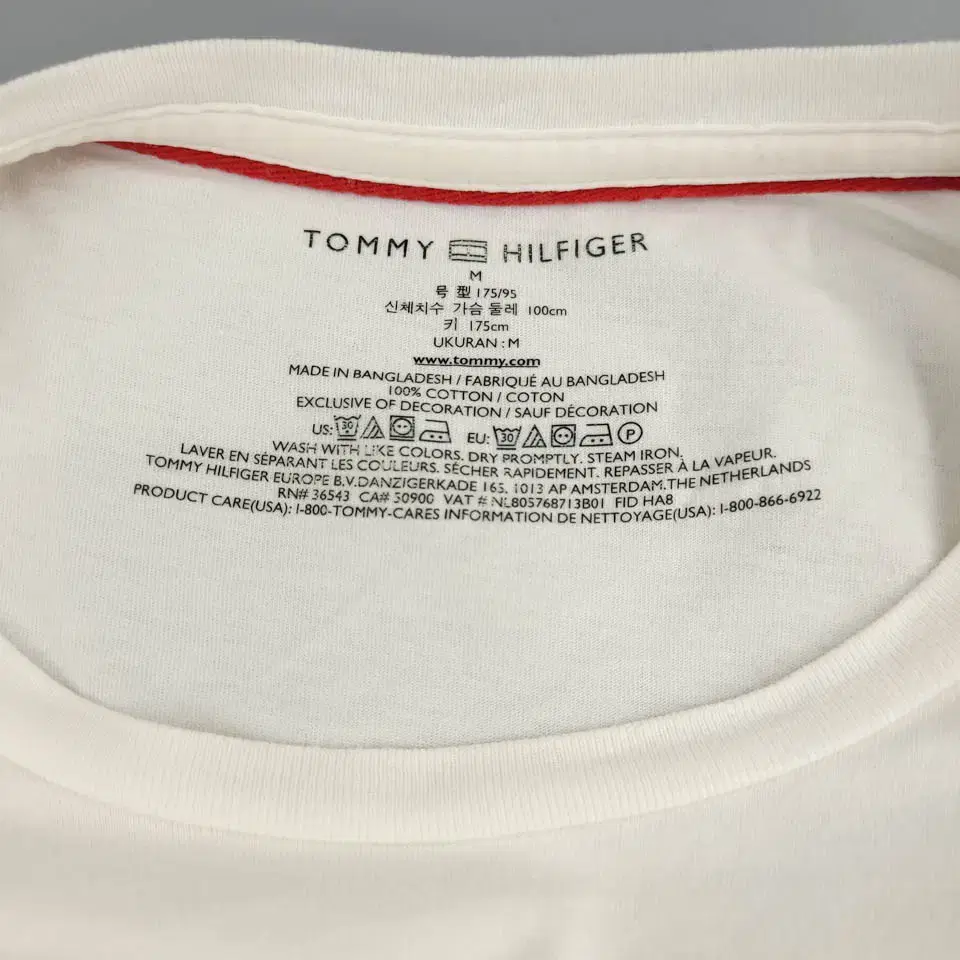 TOMMY HILFIGER
M
号 型 175/95
신체치수 가슴 둘레 100cm
키 175cm
UKURAN : M
www.tommy.com
MADE IN BANGLADESH / FABRIQUÉ AU BANGLADESH
100% COTTON / COTON
EXCLUSIVE OF DECORATION / SAUF DÉCORATION
US: 30 EU: 30 P
WASH WITH LIKE COLORS. DRY PROMPTLY. STEAM IRON.
LAVER EN SÉPARANT LES COULEURS. SÉCHER RAPIDEMENT. REPASSER À LA VAPEUR.
TOMMY HILFIGER EUROPE B.V. DANZIGERKADE 165, 1013 AP AMSTERDAM, THE NETHERLANDS
RN# 36543 CA# 50900 VAT # NL805768713B01 FID HA8
PRODUCT CARE(USA): 1-800-TOMMY-CARES INFORMATION DE NETTOYAGE(USA): 1-800-866-6922